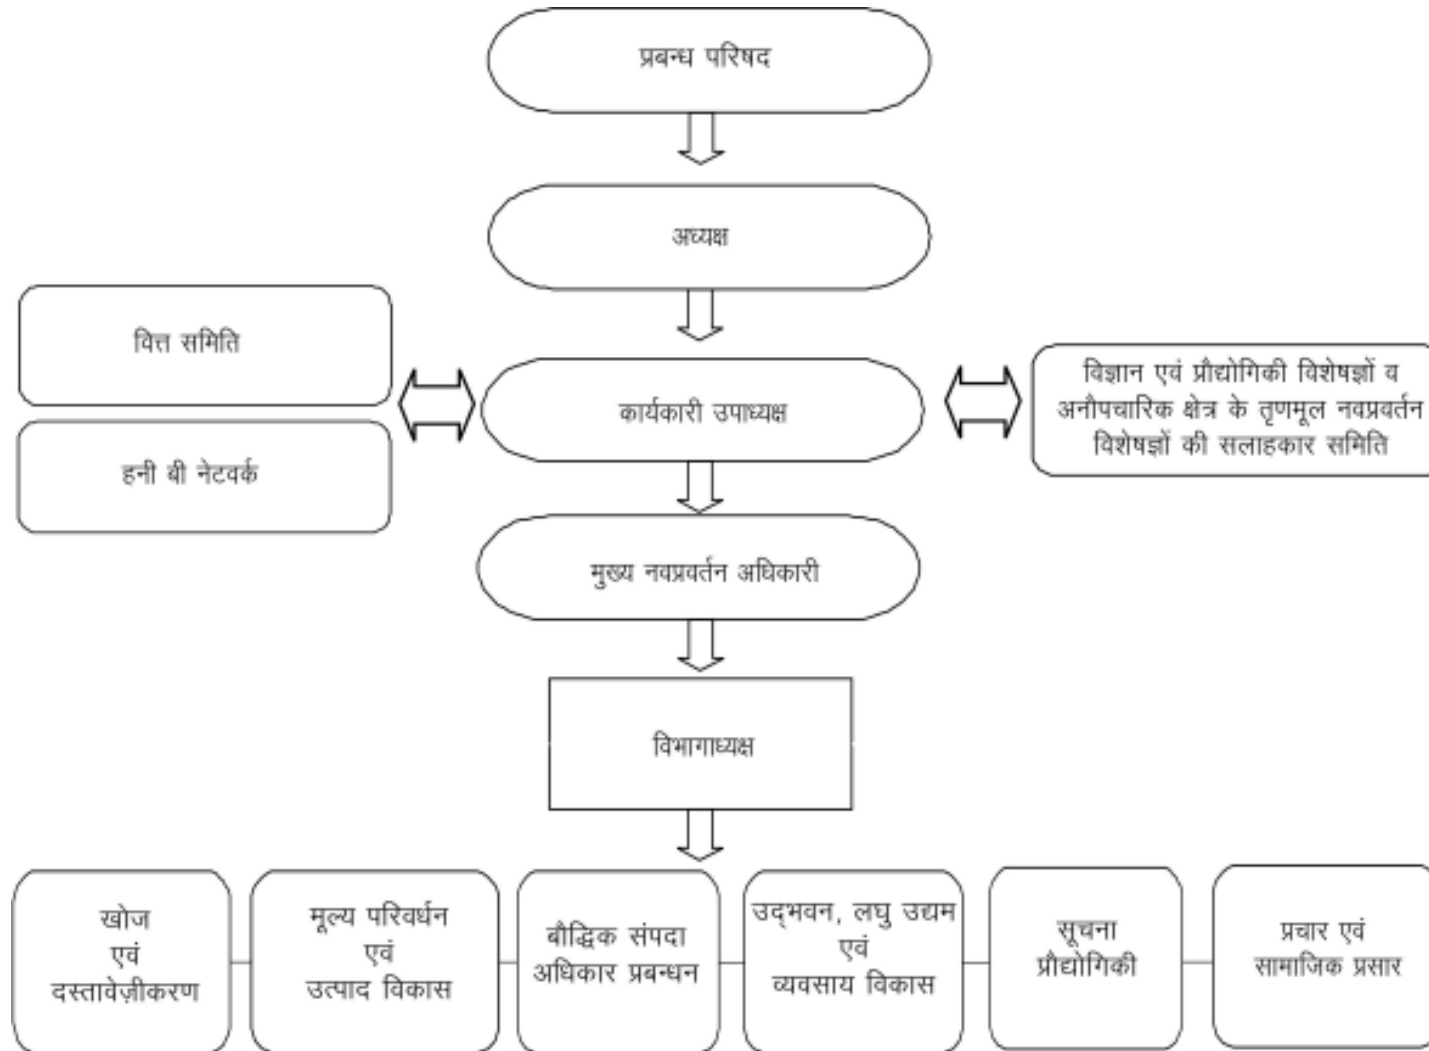 प्रबन्ध परिषद
अध्यक्ष
वित्त समिति
हनी बी नेटवर्क
कार्यकारी उपाध्यक्ष
विज्ञान एवं प्रौद्योगिकी विशेषज्ञों व
अनौपचारिक क्षेत्र के तृणमूल नवप्रवर्तन
विशेषज्ञों की सलाहकार समिति
मुख्य नवप्रवर्तन अधिकारी
विभागाध्यक्ष
खोज
एवं
दस्तावेज़ीकरण
मूल्य परिवर्धन
एवं
उत्पाद विकास
बौद्धिक संपदा
अधिकार प्रबन्धन
उद्‌भवन, लघु उद्यम
एवं
व्यवसाय विकास
सूचना
प्रौद्योगिकी
प्रचार एवं
सामाजिक प्रसार